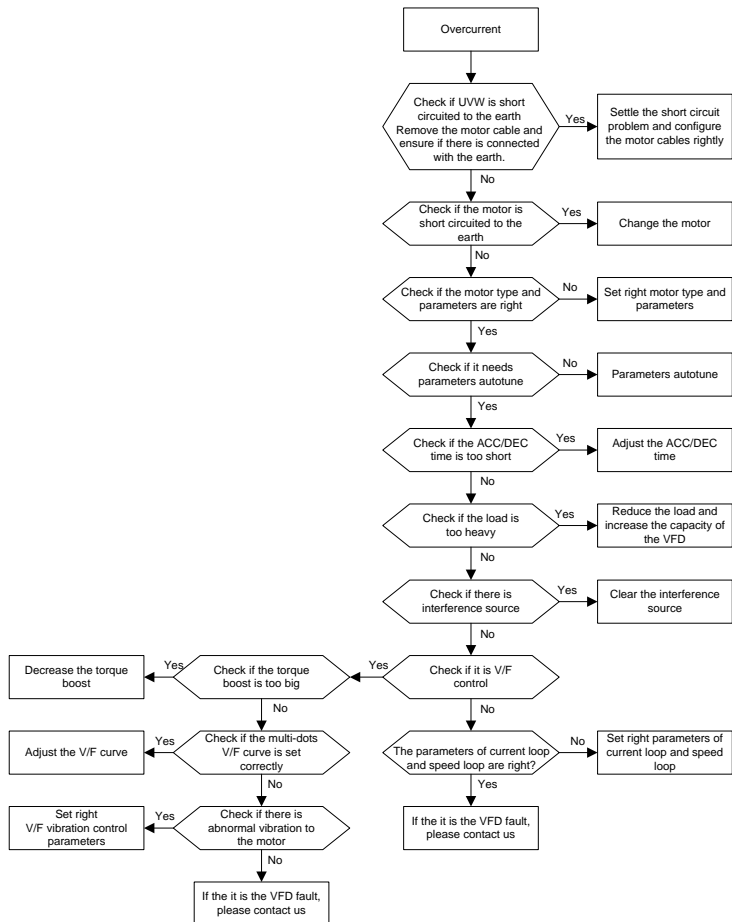 Overcurrent
Check if UVW is short
circuited to the earth
Remove the motor cable and
ensure if there is connected
with the earth.
Yes
Settle the short circuit
problem and configure
the motor cables rightly
No
Check if the motor is
short circuited to the
earth
Yes
Change the motor
No
Check if the motor type and
parameters are right
No
Set right motor type and
parameters
Yes
Check if it needs
parameters autotune
No
Parameters autotune
Yes
Check if the ACC/DEC
time is too short
Yes
Adjust the ACC/DEC
time
No
Check if the load is
too heavy
Yes
Reduce the load and
increase the capacity of
the VFD
No
Check if there is
interference source
Yes
Clear the interference
source
No
Check if it is V/F
control
Yes
Check if the torque
boost is too big
Yes
Decrease the torque
boost
No
Check if the multi-dots
V/F curve is set
correctly
Yes
Adjust the V/F curve
No
Check if there is
abnormal vibration to
the motor
Yes
Set right
V/F vibration control
parameters
No
If the it is the VFD fault,
please contact us
No
The parameters of current loop
and speed loop are right?
No
Set right parameters of
current loop and speed
loop
Yes
If the it is the VFD fault,
please contact us